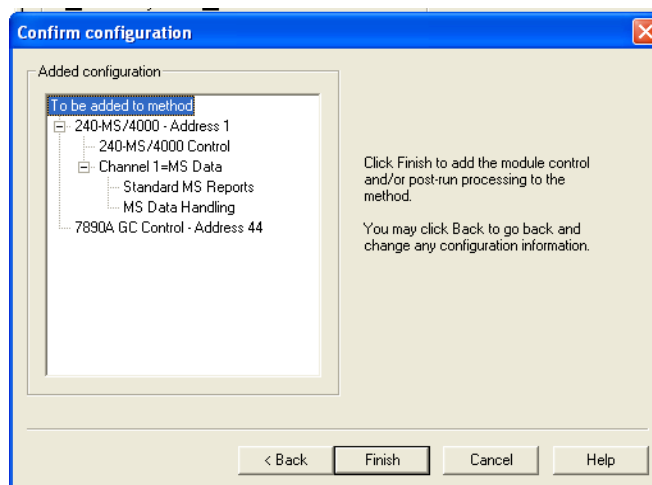 Confirm configuration
Added configuration
To be added to method
240-MS/4000 - Address 1
240-MS/4000 Control
Channel 1=MS Data
Standard MS Reports
MS Data Handling
7890A GC Control - Address 44
Click Finish to add the module control
and/or post-run processing to the
method.
You may click Back to go back and
change any configuration information.
< Back
Finish
Cancel
Help